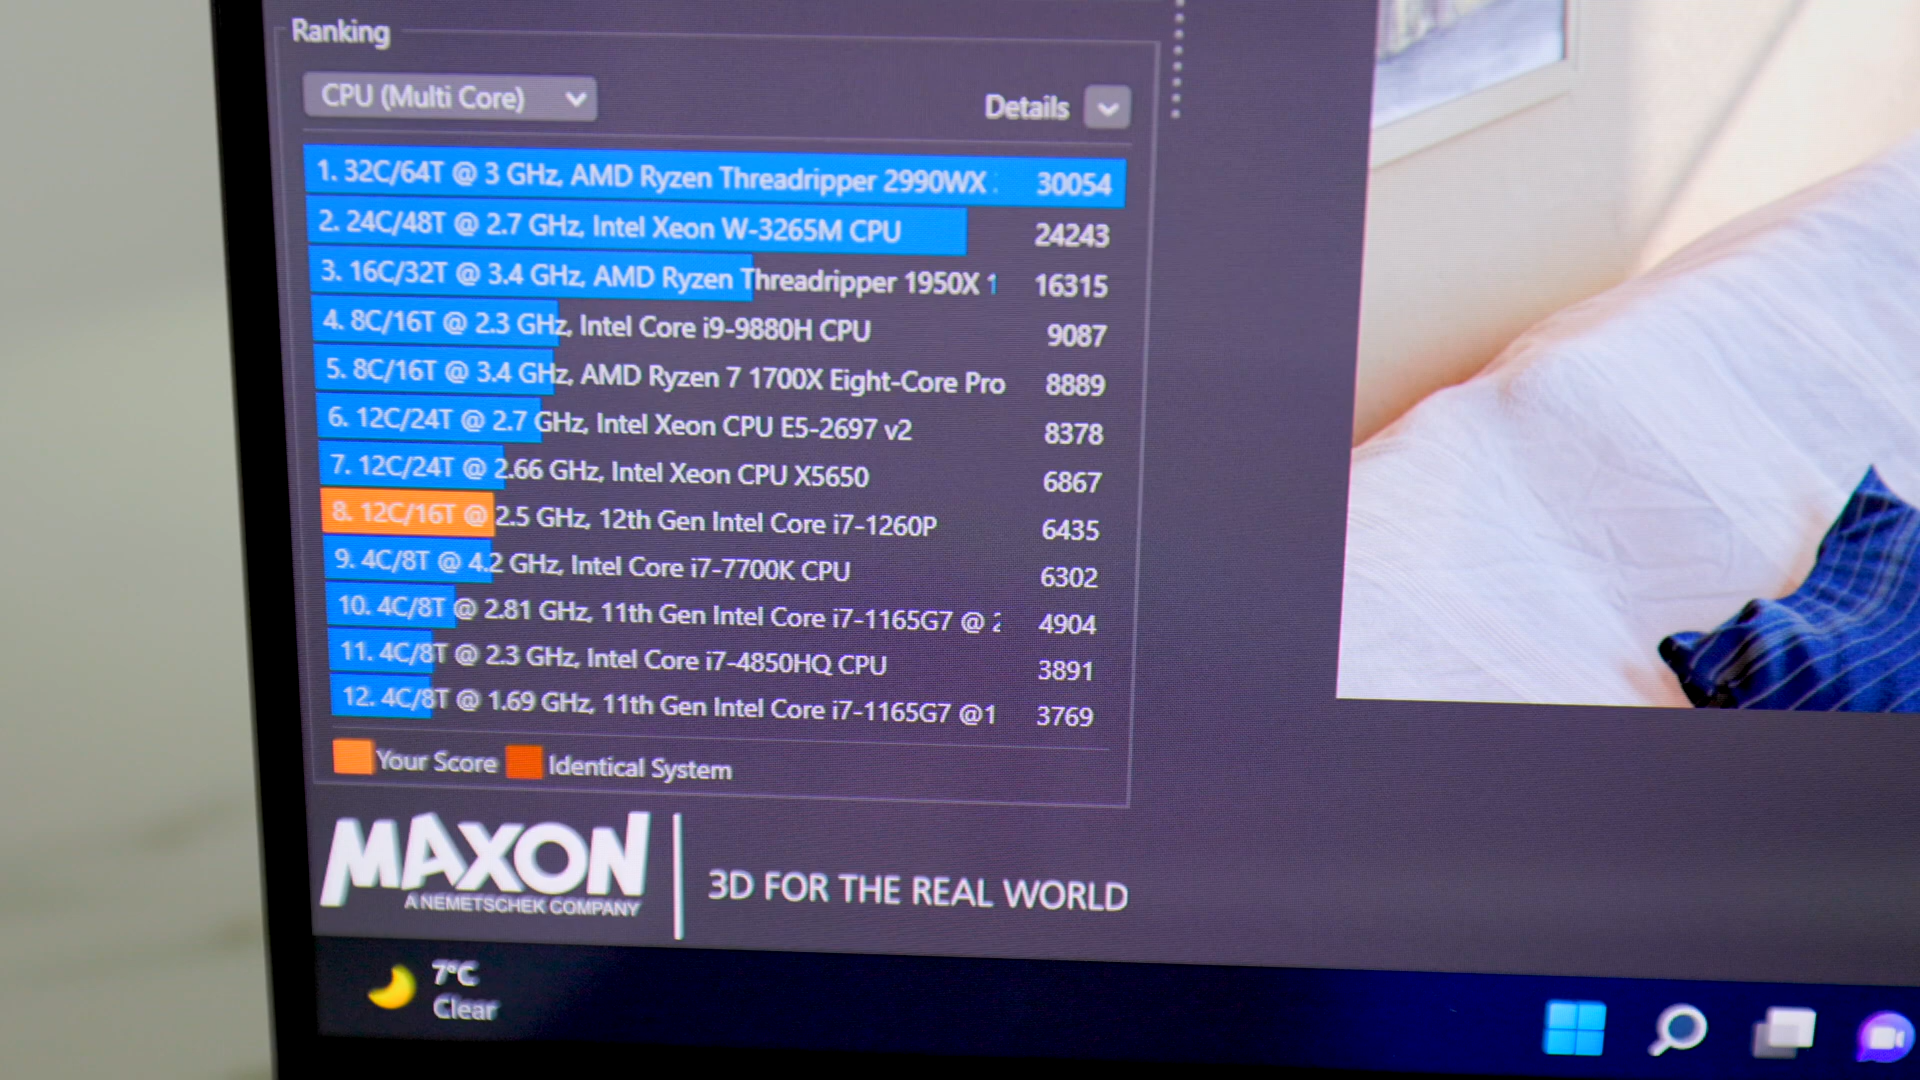 Ranking
CPU (Multi Core)
Details
1. 32C/64T @ 3 GHz, AMD Ryzen Threadripper 2990WX 30054
2. 24C/48T @ 2.7 GHz, Intel Xeon W-3265M CPU 24243
3. 16C/32T @ 3.4 GHz, AMD Ryzen Threadripper 1950X 1 16315
4. 8C/16T @ 2.3 GHz, Intel Core i9-9880H CPU 9087
5. 8C/16T @ 3.4 GHz, AMD Ryzen 7 1700X Eight-Core Pro 8889
6. 12C/24T @ 2.7 GHz, Intel Xeon CPU E5-2697 v2 8378
7. 12C/24T @ 2.66 GHz, Intel Xeon CPU X5650 6867
8. 12C/16T @ 2.5 GHz, 12th Gen Intel Core i7-1260P 6435
9. 4C/8T @ 4.2 GHz, Intel Core i7-7700K CPU 6302
10. 4C/8T @ 2.81 GHz, 11th Gen Intel Core i7-1165G7 @ 2 4904
11. 4C/8T @ 2.3 GHz, Intel Core i7-4850HQ CPU 3891
12. 4C/8T @ 1.69 GHz, 11th Gen Intel Core i7-1165G7 @1 3769
Your Score Identical System
MAXON
A NEMETSCHEK COMPANY
3D FOR THE REAL WORLD
7°C
Clear